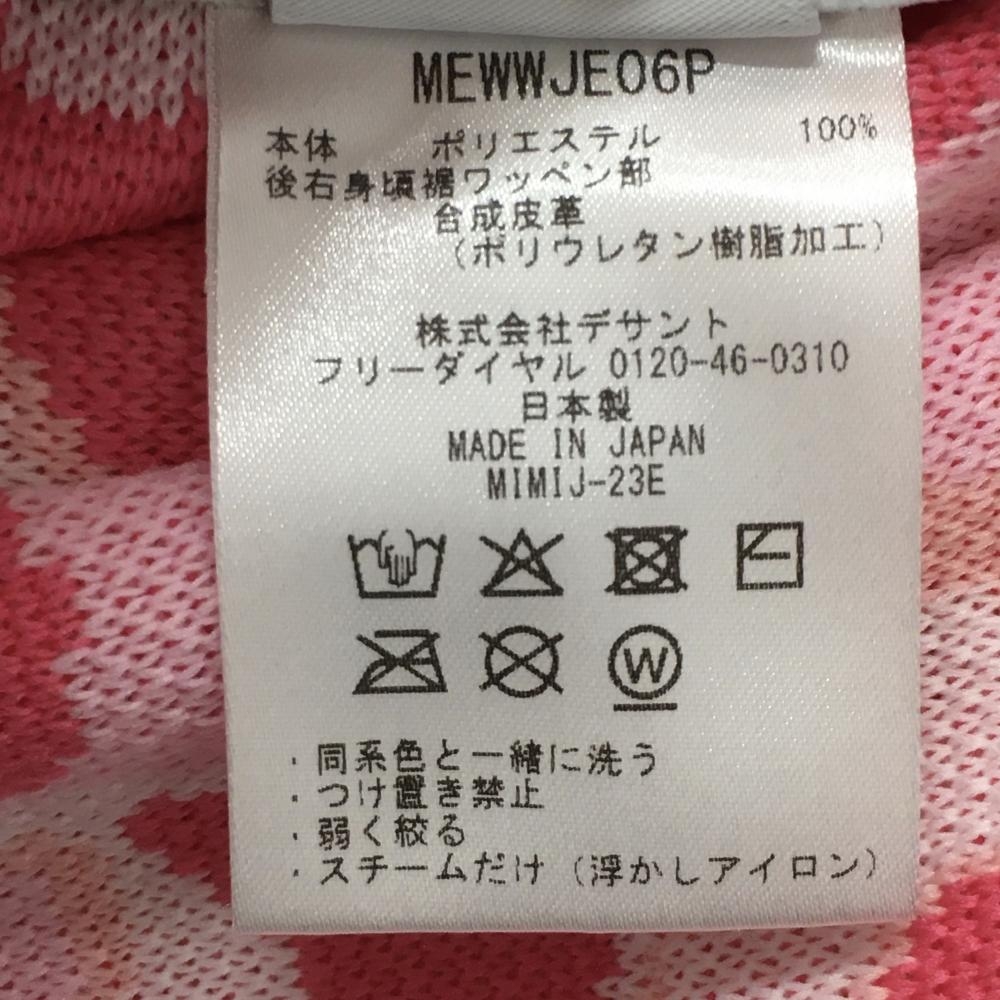 MEWWJE06P
本体 ポリエステル 100%
後右身頃裾ワッペン部
合成皮革
(ポリウレタン樹脂加工)
株式会社デサント
フリーダイヤル 0120-46-0310
日本製
MADE IN JAPAN
MIMIJ-23E
W
・同系色と一緒に洗う
・つけ置き禁止
・弱く絞る
・スチームだけ(浮かしアイロン)